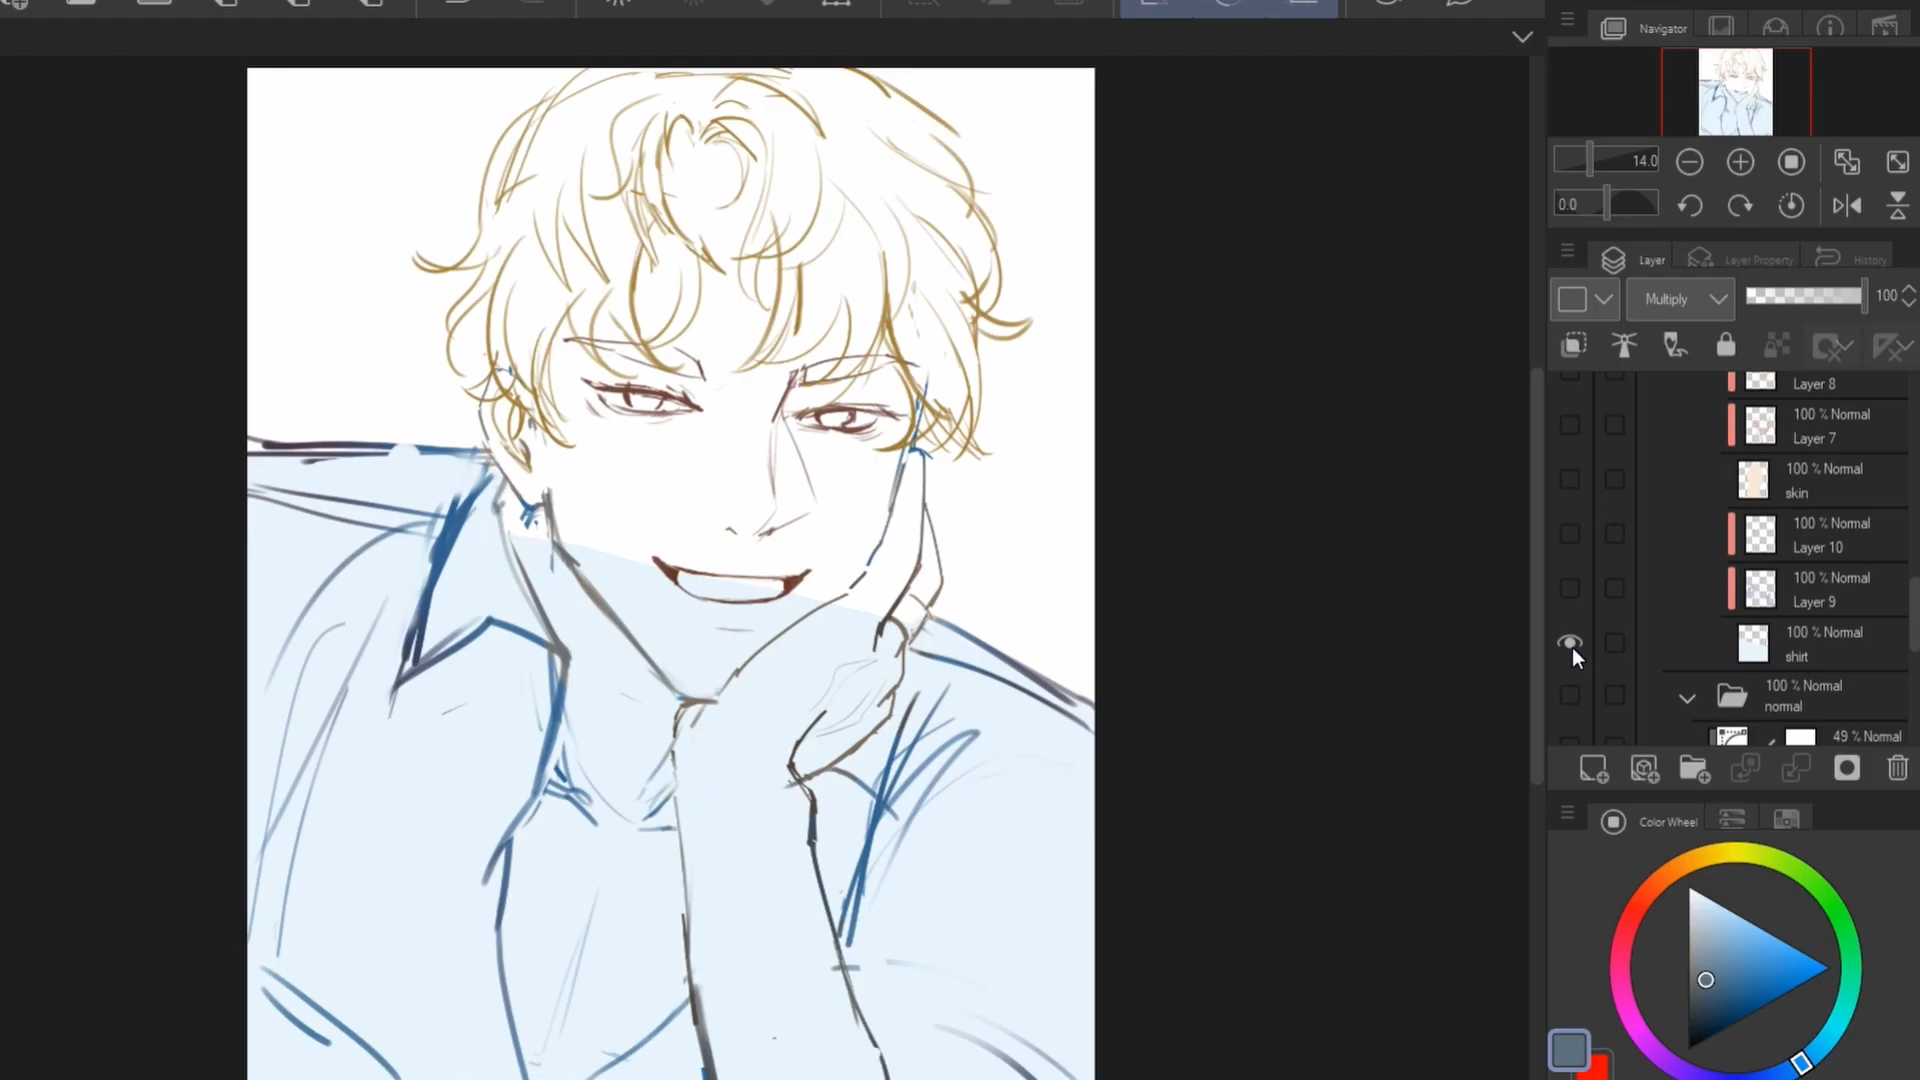 Navigator
14.0
0.0
Layer
Layer Property
History
Multiply
100
Layer 8
100 % Normal
Layer 7
100 % Normal
skin
100 % Normal
Layer 10
100 % Normal
Layer 9
100 % Normal
shirt
100 % Normal
normal
49 % Normal
Color Wheel